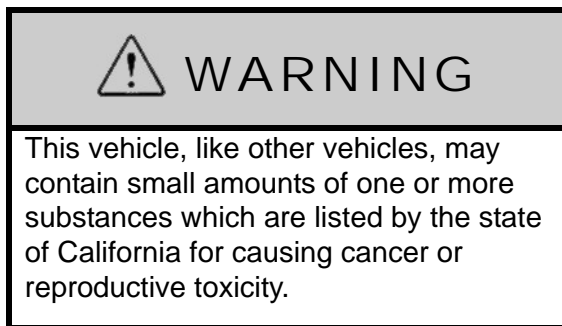 WARNING
This vehicle, like other vehicles, may
contain small amounts of one or more
substances which are listed by the state
of California for causing cancer or
reproductive toxicity.